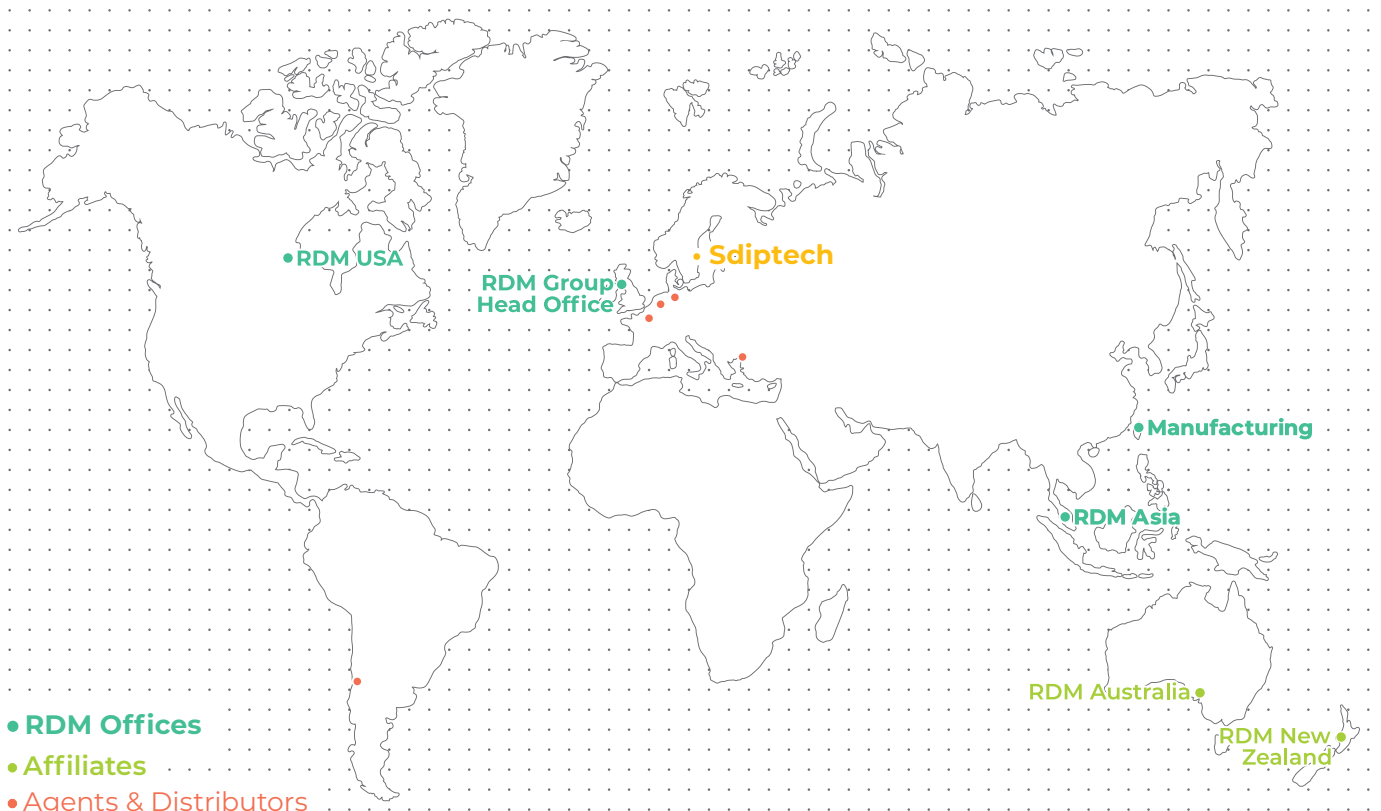 RDM USA
Sdiptech
RDM Group
Head Office
Manufacturing
RDM Asia
RDM Australia
RDM New
Zealand
RDM Offices
Affiliates
Agents & Distributors